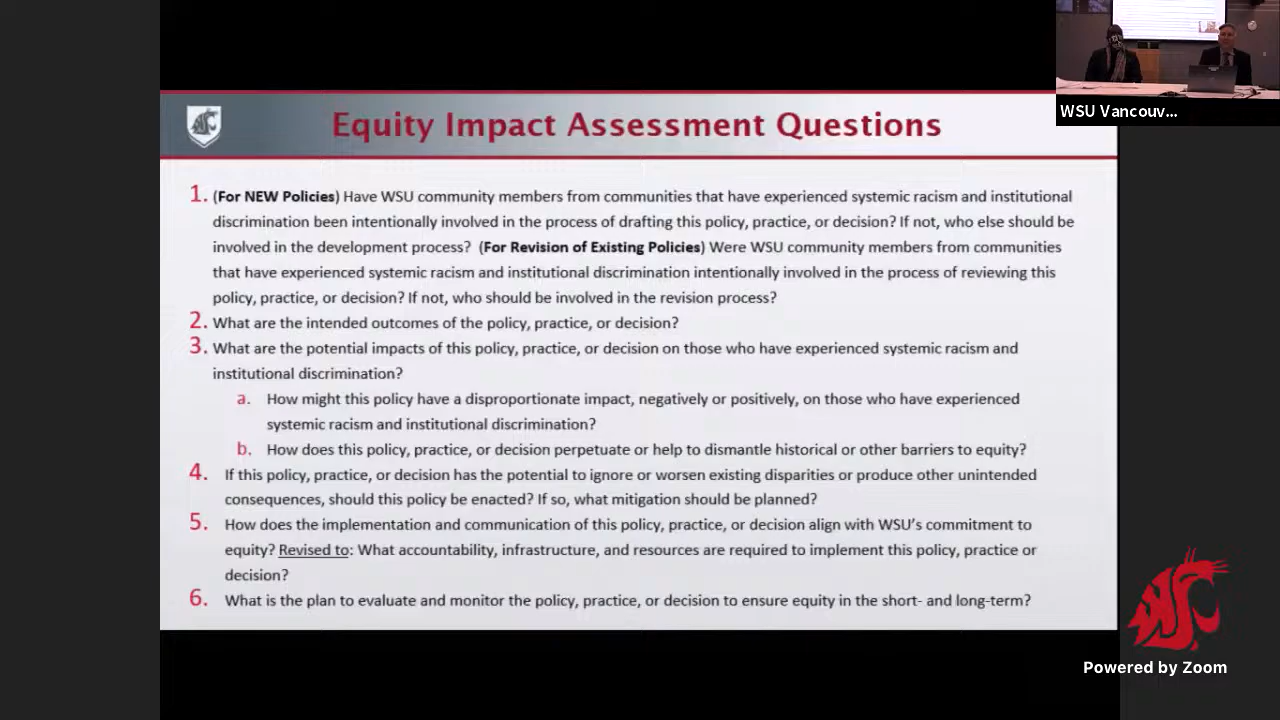 WSU Vancouv...
Equity Impact Assessment Questions
1. (For NEW Policies) Have WSU community members from communities that have experienced systemic racism and institutional
discrimination been intentionally involved in the process of drafting this policy, practice, or decision? If not, who else should be
involved in the development process? (For Revision of Existing Policies) Were WSU community members from communities
that have experienced systemic racism and institutional discrimination intentionally involved in the process of reviewing this
policy, practice, or decision? If not, who should be involved in the revision process?
2. What are the intended outcomes of the policy, practice, or decision?
3. What are the potential impacts of this policy, practice, or decision on those who have experienced systemic racism and
institutional discrimination?
a. How might this policy have a disproportionate impact, negatively or positively, on those who have experienced
systemic racism and institutional discrimination?
b. How does this policy, practice, or decision perpetuate or help to dismantle historical or other barriers to equity?
4. If this policy, practice, or decision has the potential to ignore or worsen existing disparities or produce other unintended
consequences, should this policy be enacted? If so, what mitigation should be planned?
5. How does the implementation and communication of this policy, practice, or decision align with WSU's commitment to
equity? Revised to: What accountability, infrastructure, and resources are required to implement this policy, practice or
decision?
6. What is the plan to evaluate and monitor the policy, practice, or decision to ensure equity in the short- and long-term?
Powered by Zoom